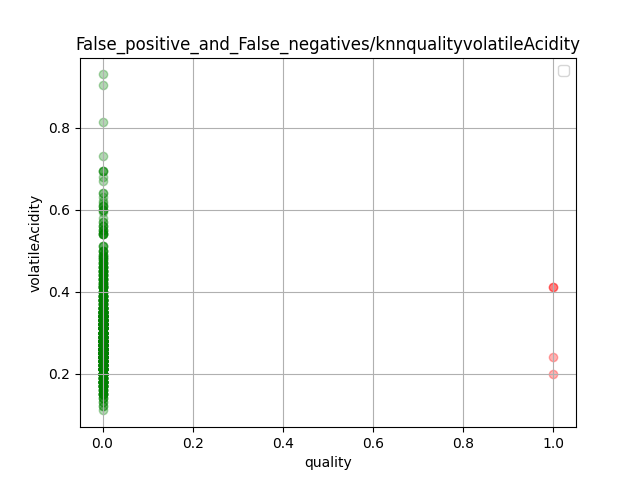 False_positive_and_False_negatives/knnqualityvolatileAcidity
volatileAcidity
0.8
0.6
0.4
0.2
0.0 0.2 0.4 0.6 0.8 1.0
quality